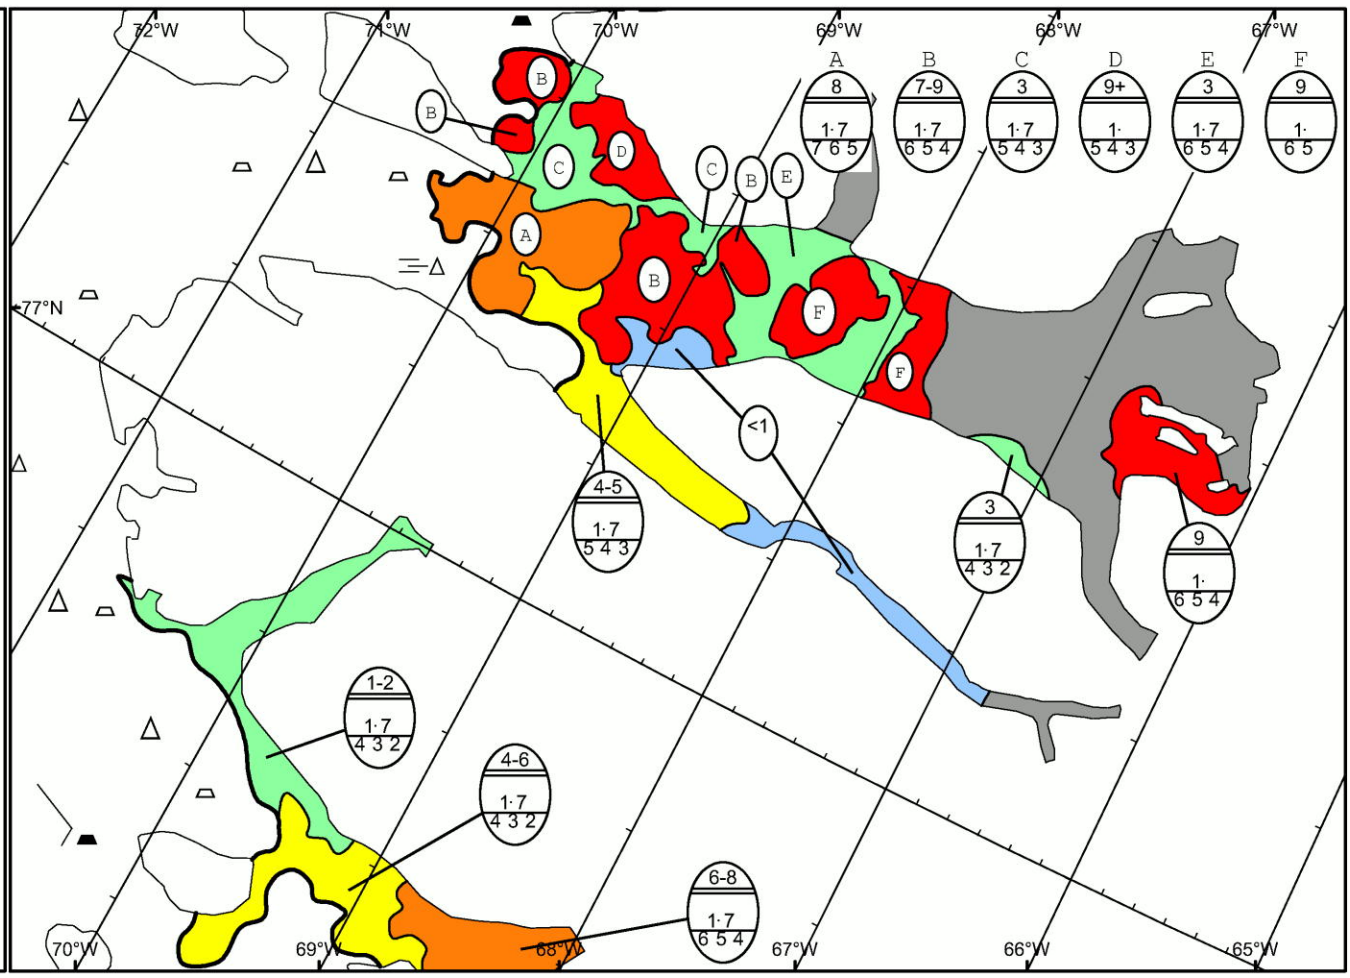 72°W 71°W 70°W 69°W 68°W 67°W
A B C D E F
8 7-9 3 9+ 3 9
1·7 1·7 1·7 1· 1·7 1·
7 6 5 6 5 4 5 4 3 5 4 3 6 5 4 6 5
B
B
D
C
C B E
A
B
77°N
F
F
<1
4-5
1·7
5 4 3
3
1·7
4 3 2
9
1·
6 5 4
1-2
1·7
4 3 2
4-6
1·7
4 3 2
6-8
1·7
6 5 4
70°W 69°W 68°W 67°W 66°W 65°W